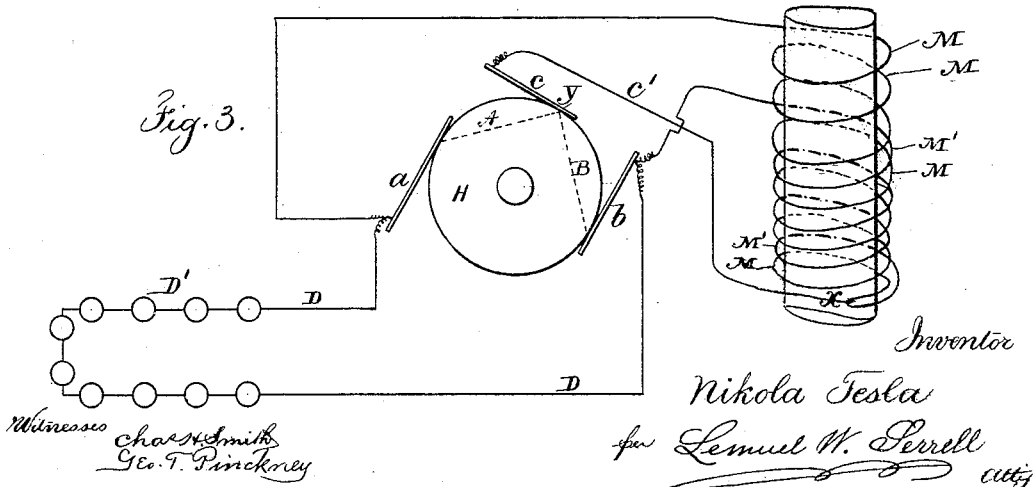 Fig. 3.
a
A
H
B
c
y
b
c'
M
M
M'
M
M'
M
x
D'
D
D
Witnesses
Chas. H. Smith
Geo. T. Pinckney
Inventor
Nikola Tesla
per Lemuel W. Serrell
atty